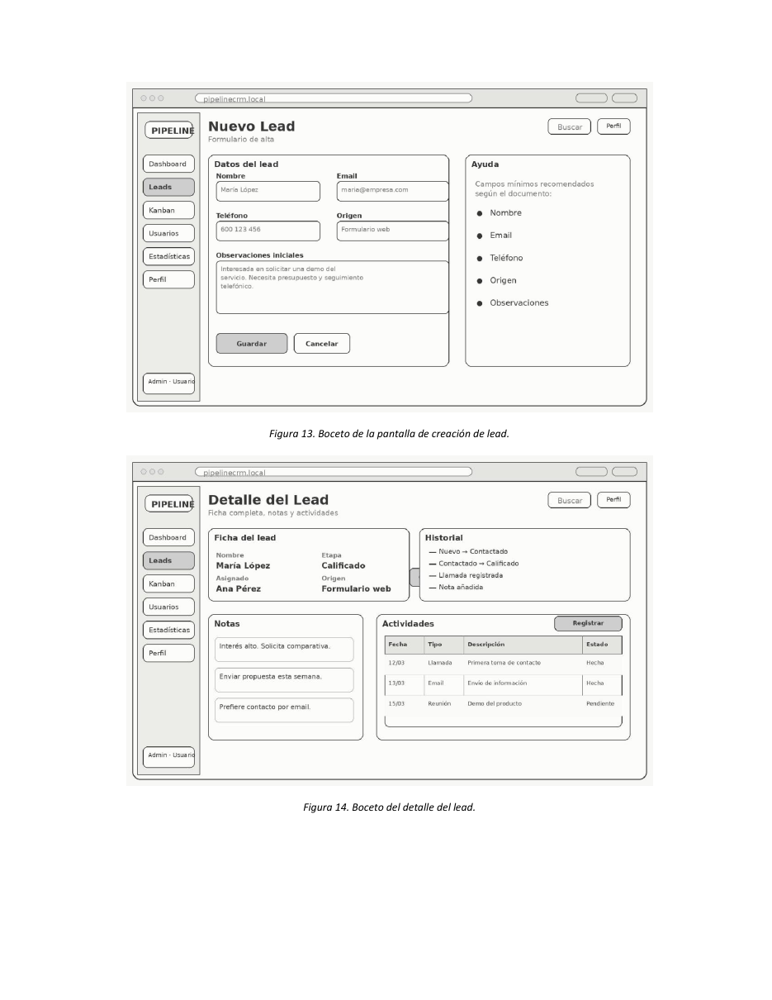 pipelinecrm.local
PIPELINE
Dashboard
Leads
Kanban
Usuarios
Estadísticas
Perfil
Admin · Usuario
Nuevo Lead
Formulario de alta
Buscar
Perfil
Datos del lead
Nombre
Email
María López
maria@empresa.com
Teléfono
Origen
600 123 456
Formulario web
Observaciones iniciales
Interesada en solicitar una demo del
servicio. Necesita presupuesto y seguimiento
telefónico.
Guardar
Cancelar
Ayuda
Campos mínimos recomendados
según el documento:
● Nombre
● Email
● Teléfono
● Origen
● Observaciones
Figura 13. Boceto de la pantalla de creación de lead.
pipelinecrm.local
PIPELINE
Dashboard
Leads
Kanban
Usuarios
Estadísticas
Perfil
Admin · Usuario
Detalle del Lead
Ficha completa, notas y actividades
Buscar
Perfil
Ficha del lead
Nombre
Etapa
María López
Calificado
Asignado
Origen
Ana Pérez
Formulario web
Historial
— Nuevo → Contactado
— Contactado → Calificado
— Llamada registrada
— Nota añadida
Notas
Interés alto. Solicita comparativa.
Enviar propuesta esta semana.
Prefiere contacto por email.
Actividades
Registrar
Fecha Tipo Descripción Estado
12/03 Llamada Primera toma de contacto Hecha
13/03 Email Envío de información Hecha
15/03 Reunión Demo del producto Pendiente
Figura 14. Boceto del detalle del lead.